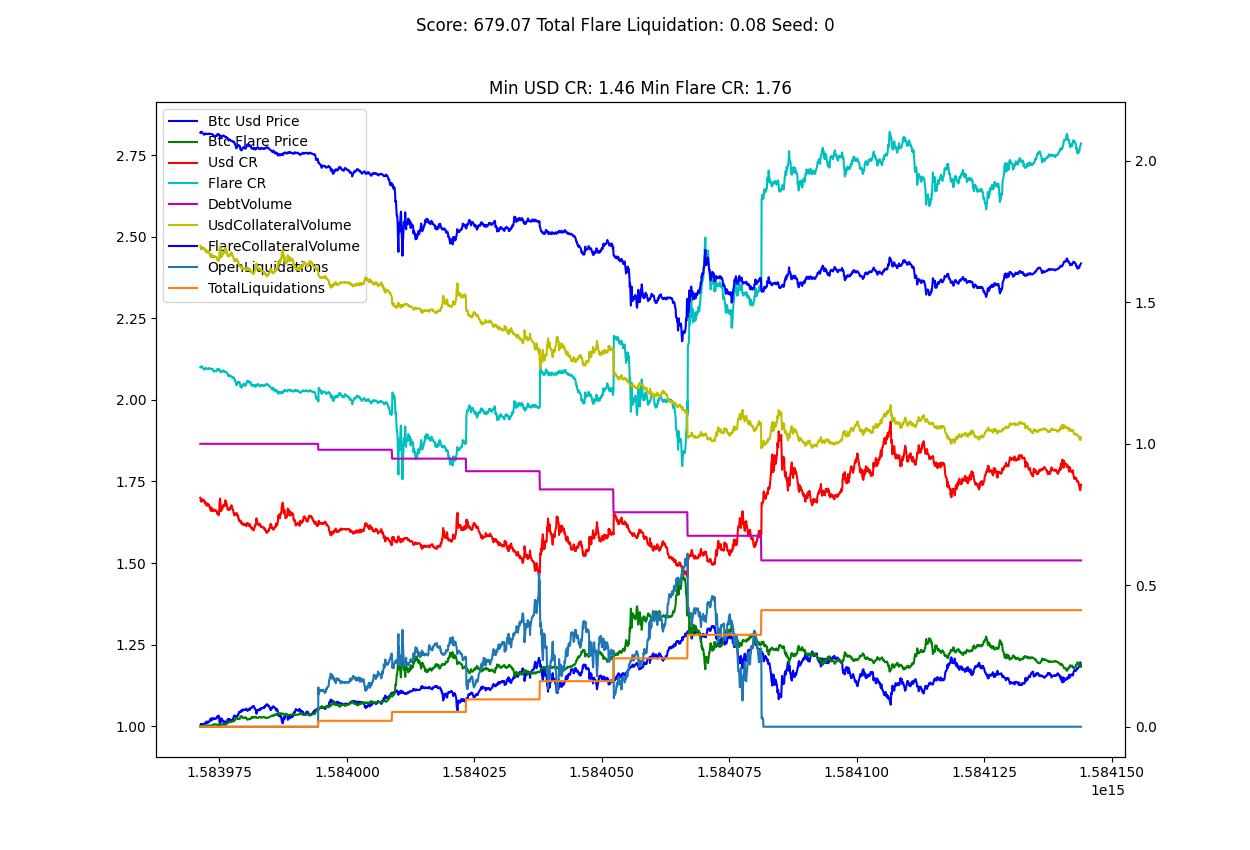 Score: 679.07 Total Flare Liquidation: 0.08 Seed: 0
Min USD CR: 1.46 Min Flare CR: 1.76
Btc Usd Price
Btc Flare Price
Usd CR
Flare CR
DebtVolume
UsdCollateralVolume
FlareCollateralVolume
OpenLiquidations
TotalLiquidations
2.75
2.50
2.25
2.00
1.75
1.50
1.25
1.00
2.0
1.5
1.0
0.5
0.0
1.583975 1.584000 1.584025 1.584050 1.584075 1.584100 1.584125 1.584150
1e15